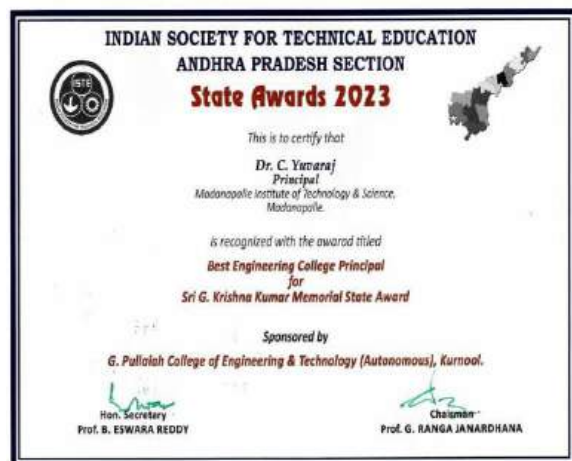 INDIAN SOCIETY FOR TECHNICAL EDUCATION
ANDHRA PRADESH SECTION
ISTE
State Awards 2023
This is to certify that
Dr. C. Yuvaraj
Principal
Madanapalle Institute of Technology & Science,
Madanapalle.
is recognized with the awarad titled
Best Engineering College Principal
for
Sri G. Krishna Kumar Memorial State Award
Sponsored by
G. Pullaiah College of Engineering & Technology (Autonomous), Kurnool.
Hon. Secretary
Prof. B. ESWARA REDDY
Chairman
Prof. G. RANGA JANARDHANA